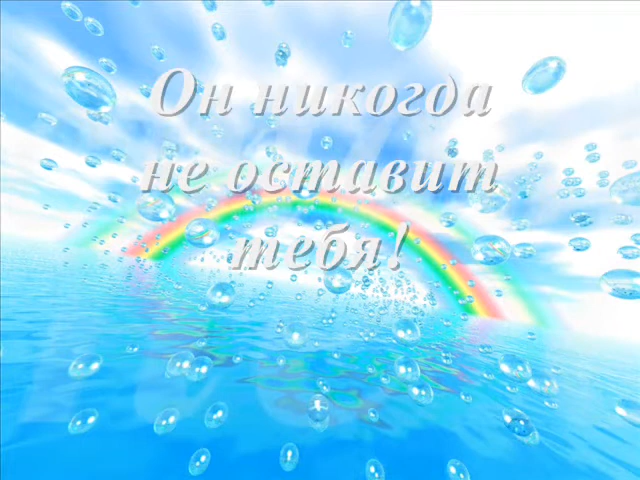 Он никогда
не оставит
тебя!